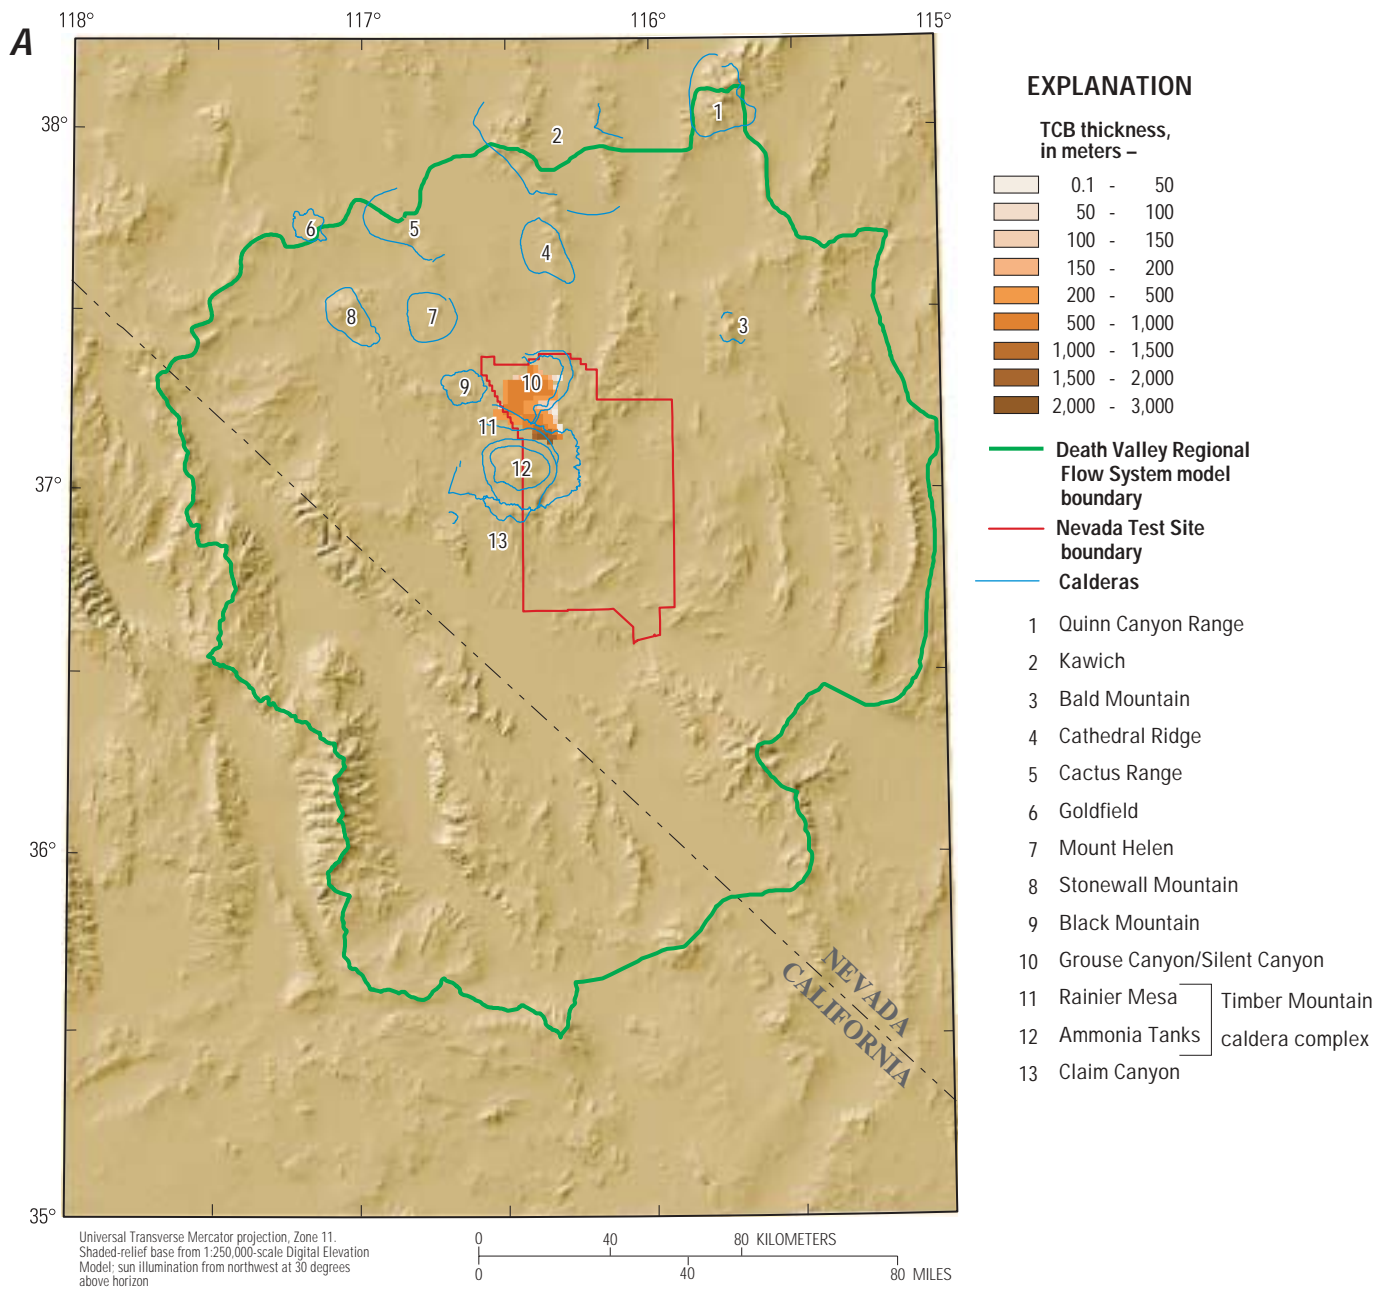 A
118°
117°
116°
115°
38°
37°
36°
35°
1
2
3
4
5
6
7
8
9
10
11
12
13
NEVADA
CALIFORNIA
EXPLANATION
TCB thickness,
in meters –
0.1 - 50
50 - 100
100 - 150
150 - 200
200 - 500
500 - 1,000
1,000 - 1,500
1,500 - 2,000
2,000 - 3,000
Death Valley Regional
Flow System model
boundary
Nevada Test Site
boundary
Calderas
1 Quinn Canyon Range
2 Kawich
3 Bald Mountain
4 Cathedral Ridge
5 Cactus Range
6 Goldfield
7 Mount Helen
8 Stonewall Mountain
9 Black Mountain
10 Grouse Canyon/Silent Canyon
11 Rainier Mesa
12 Ammonia Tanks
Timber Mountain
caldera complex
13 Claim Canyon
Universal Transverse Mercator projection, Zone 11.
Shaded-relief base from 1:250,000-scale Digital Elevation
Model; sun illumination from northwest at 30 degrees
above horizon
0 40 80 KILOMETERS
0 40 80 MILES